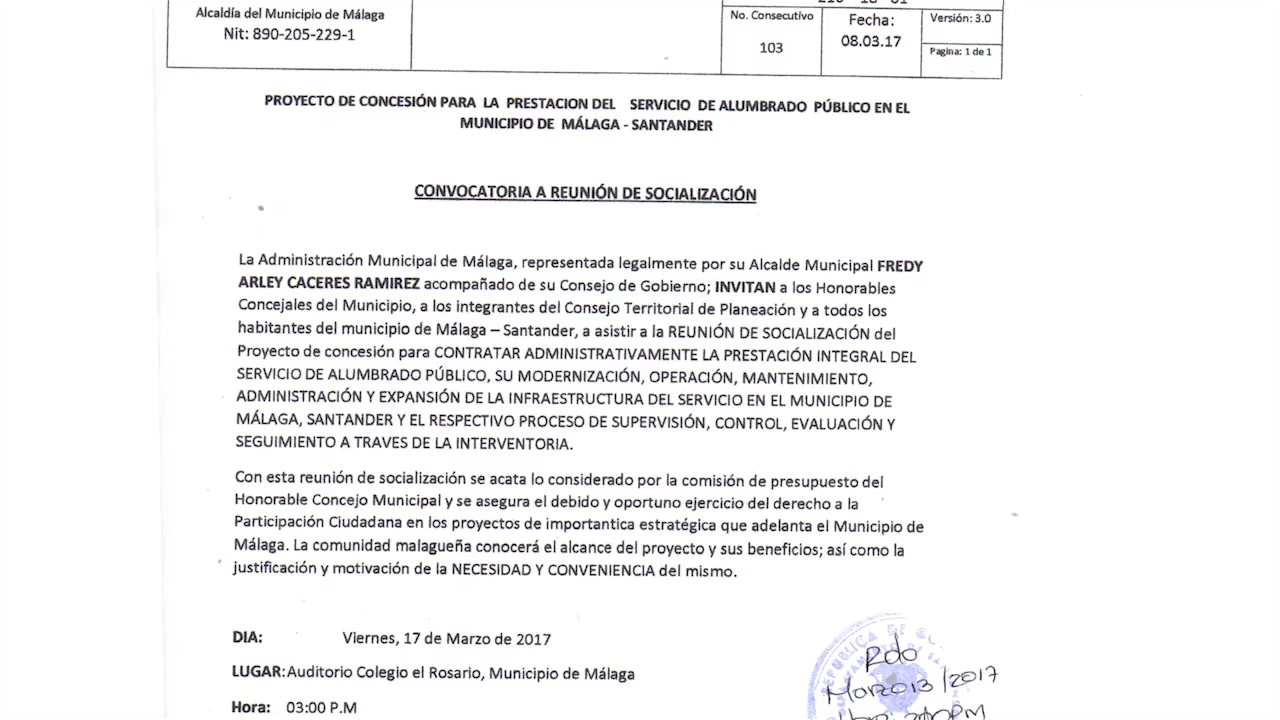 Alcaldía del Municipio de Málaga
Nit: 890-205-229-1
No. Consecutivo
103
Fecha:
08.03.17
Versión: 3.0
Pagina: 1 de 1
PROYECTO DE CONCESIÓN PARA LA PRESTACION DEL SERVICIO DE ALUMBRADO PÚBLICO EN EL
MUNICIPIO DE MÁLAGA - SANTANDER
CONVOCATORIA A REUNIÓN DE SOCIALIZACIÓN
La Administración Municipal de Málaga, representada legalmente por su Alcalde Municipal FREDY
ARLEY CACERES RAMIREZ acompañado de su Consejo de Gobierno; INVITAN a los Honorables
Concejales del Municipio, a los integrantes del Consejo Territorial de Planeación y a todos los
habitantes del municipio de Málaga – Santander, a asistir a la REUNIÓN DE SOCIALIZACIÓN del
Proyecto de concesión para CONTRATAR ADMINISTRATIVAMENTE LA PRESTACIÓN INTEGRAL DEL
SERVICIO DE ALUMBRADO PÚBLICO, SU MODERNIZACIÓN, OPERACIÓN, MANTENIMIENTO,
ADMINISTRACIÓN Y EXPANSIÓN DE LA INFRAESTRUCTURA DEL SERVICIO EN EL MUNICIPIO DE
MÁLAGA, SANTANDER Y EL RESPECTIVO PROCESO DE SUPERVISIÓN, CONTROL, EVALUACIÓN Y
SEGUIMIENTO A TRAVES DE LA INTERVENTORIA.
Con esta reunión de socialización se acata lo considerado por la comisión de presupuesto del
Honorable Concejo Municipal y se asegura el debido y oportuno ejercicio del derecho a la
Participación Ciudadana en los proyectos de importantica estratégica que adelanta el Municipio de
Málaga. La comunidad malagueña conocerá el alcance del proyecto y sus beneficios; así como la
justificación y motivación de la NECESIDAD Y CONVENIENCIA del mismo.
DIA: Viernes, 17 de Marzo de 2017
LUGAR: Auditorio Colegio el Rosario, Municipio de Málaga
Hora: 03:00 P.M
REPUBLICA DE
Rdo
Marzo 13/2017